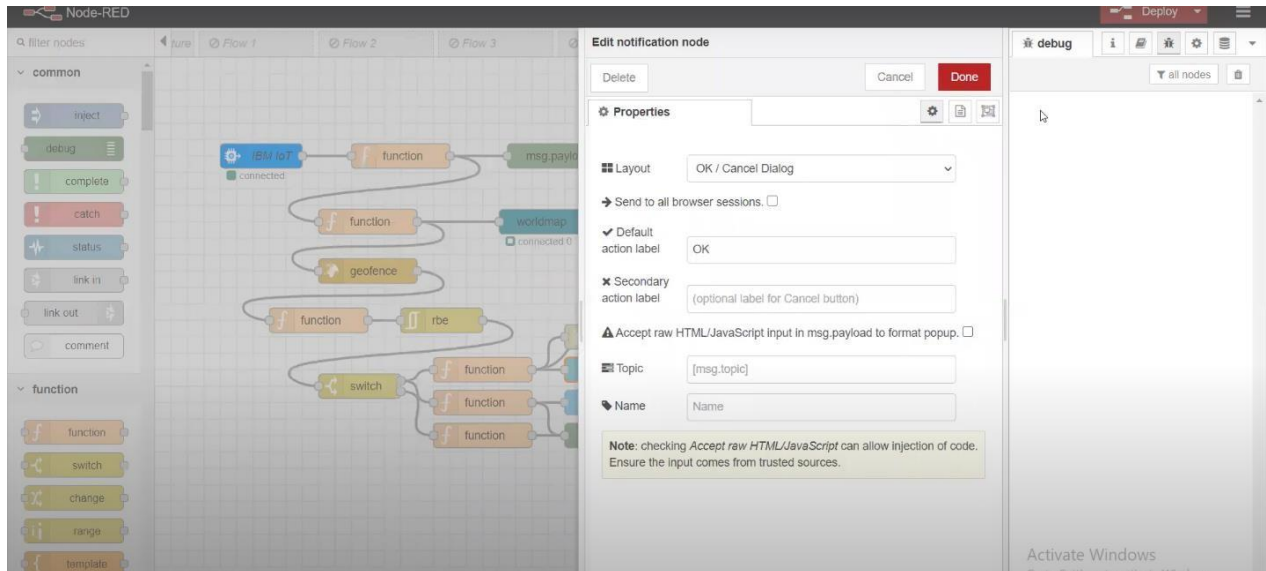 Node-RED
Deploy
filter nodes
Flow 1
Flow 2
Flow 3
Edit notification node
debug
i
common
Delete
Cancel
Done
all nodes
Properties
inject
debug
complete
catch
status
link in
link out
comment
function
function
switch
change
range
template
IBM IoT
connected
function
msg.paylo
function
worldmap
connected 0
geofence
function
rbe
switch
function
function
function
Layout
OK / Cancel Dialog
Send to all browser sessions.
Default
action label
OK
Secondary
action label
(optional label for Cancel button)
Accept raw HTML/JavaScript input in msg.payload to format popup.
Topic
[msg.topic]
Name
Name
Note: checking Accept raw HTML/JavaScript can allow injection of code.
Ensure the input comes from trusted sources.
Activate Windows